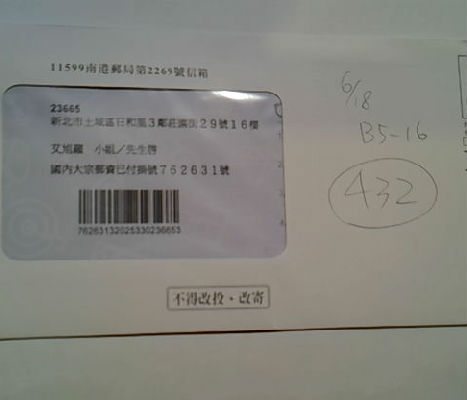 11599南港郵局第2269號信箱
23665
新北市土城區日和里3鄰莊園街29號16樓
艾旭羅 小姐／先生啓
國內大宗郵資已付掛號762631號
76263132025330236653
不得改投、改寄
6/18
B5-16
432